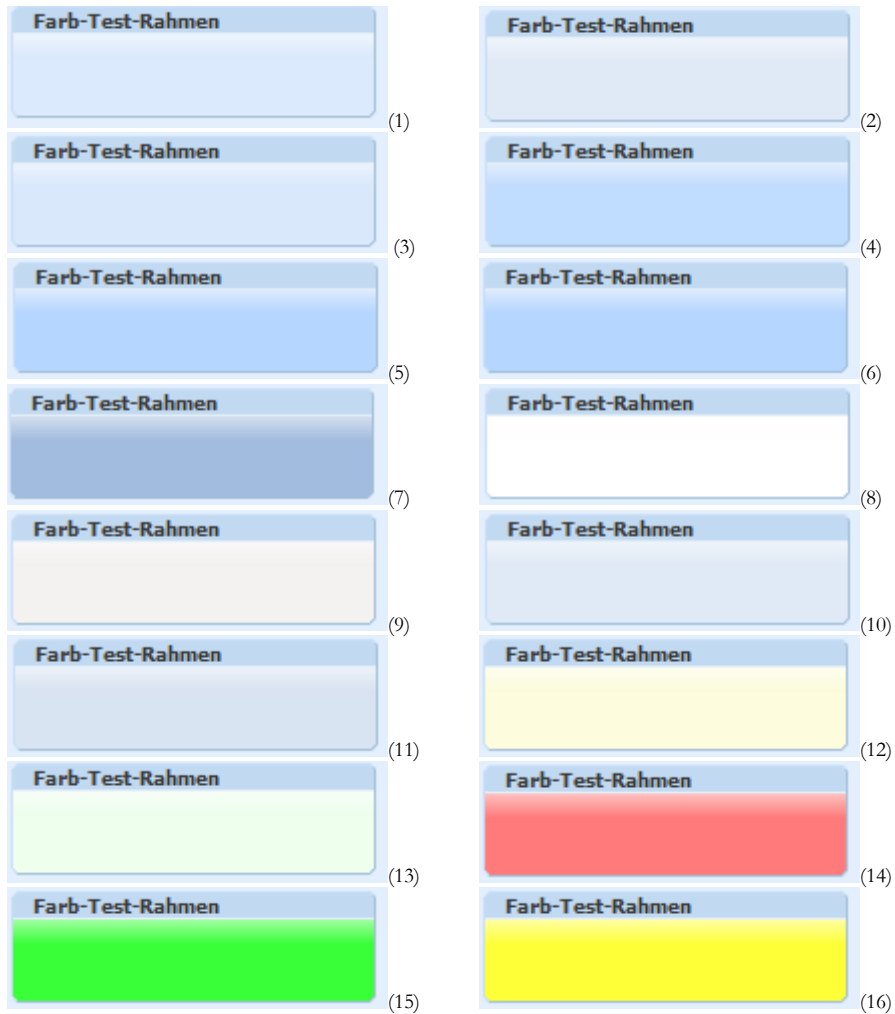 Farb-Test-Rahmen
(1)
Farb-Test-Rahmen
(2)
Farb-Test-Rahmen
(3)
Farb-Test-Rahmen
(4)
Farb-Test-Rahmen
(5)
Farb-Test-Rahmen
(6)
Farb-Test-Rahmen
(7)
Farb-Test-Rahmen
(8)
Farb-Test-Rahmen
(9)
Farb-Test-Rahmen
(10)
Farb-Test-Rahmen
(11)
Farb-Test-Rahmen
(12)
Farb-Test-Rahmen
(13)
Farb-Test-Rahmen
(14)
Farb-Test-Rahmen
(15)
Farb-Test-Rahmen
(16)